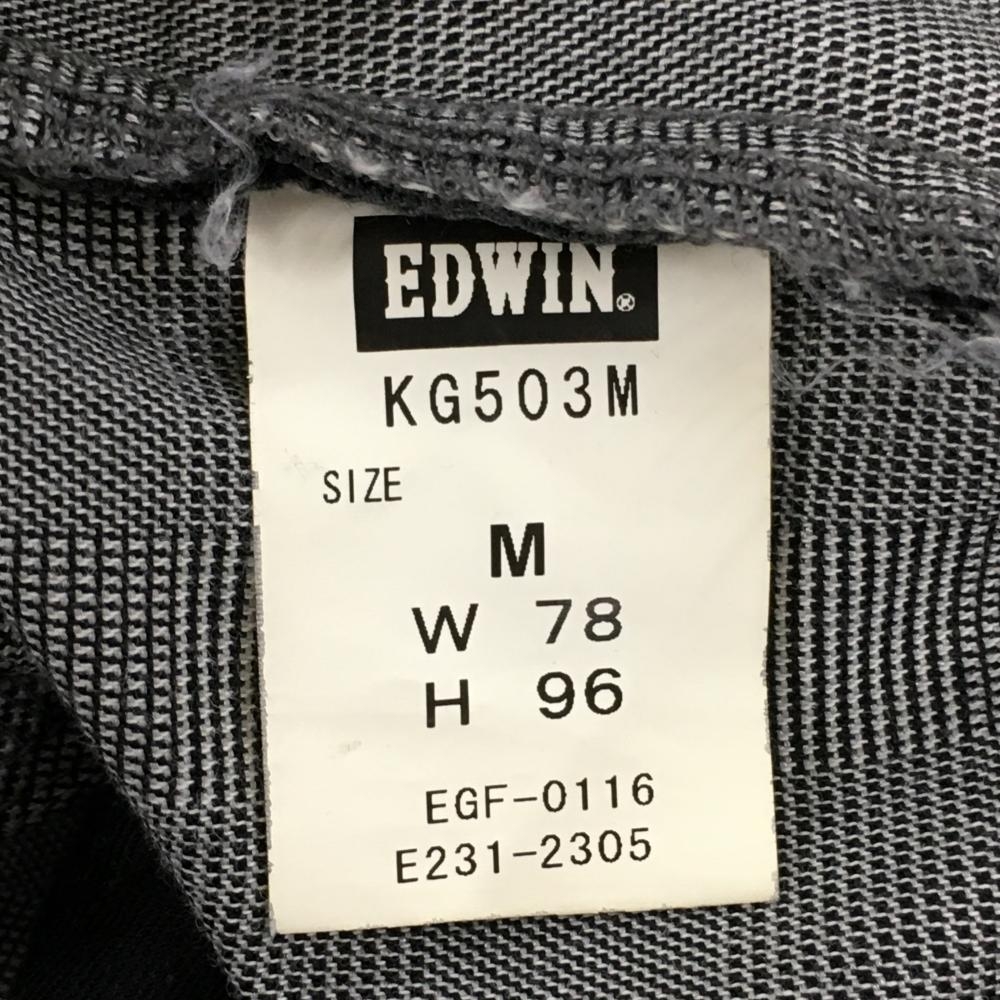 EDWIN®
KG503M
SIZE
M
W 78
H 96
EGF-0116
E231-2305